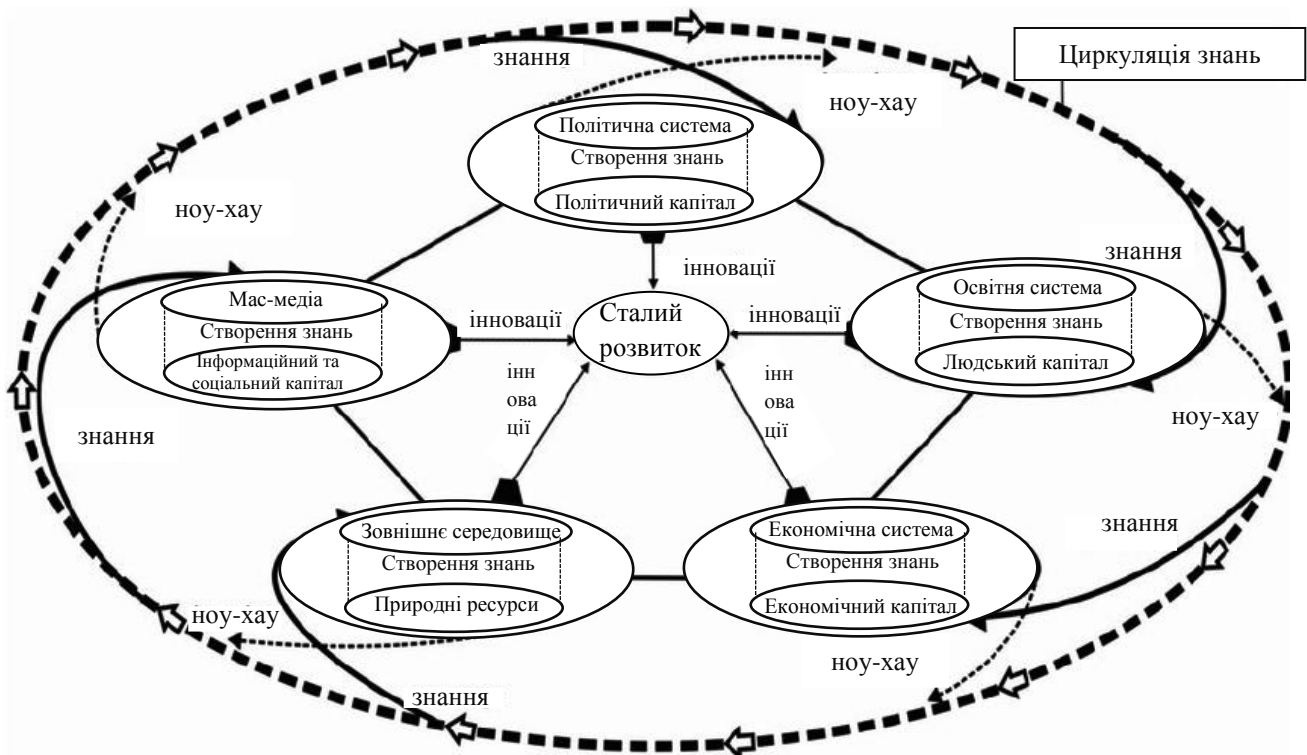 знання
Циркуляція знань
ноу-хау
Політична система
Створення знань
Політичний капітал
ноу-хау
знання
інновації
Мас-медіа
Створення знань
Інформаційний та
соціальний капітал
інновації
Сталий
розвиток
інновації
Освітня система
Створення знань
Людський капітал
інн
ова
ції
інн
ова
ції
знання
ноу-хау
Зовнішнє середовище
Створення знань
Природні ресурси
Економічна система
Створення знань
Економічний капітал
знання
ноу-хау
ноу-хау
знання